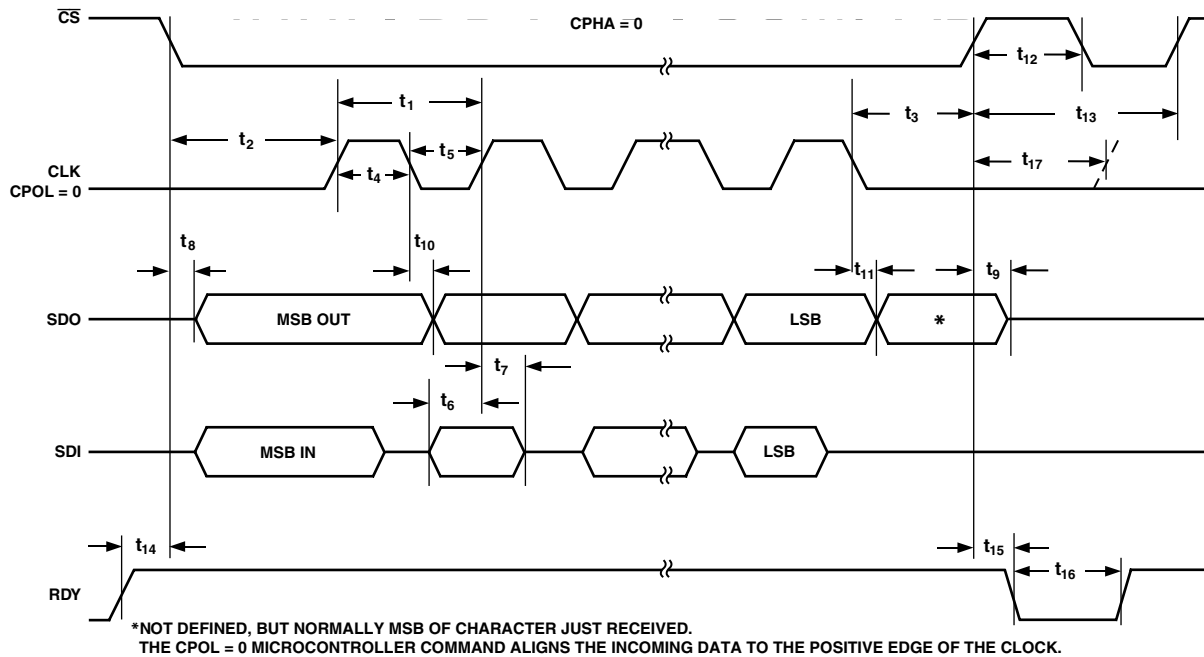 CS
CPHA = 0
t12
t1
t3
t13
t2
t5
t17
CLK
CPOL = 0
t4
t8
t10
t11
t9
SDO
MSB OUT
LSB
*
t7
t6
SDI
MSB IN
LSB
t14
t15
t16
RDY
*NOT DEFINED, BUT NORMALLY MSB OF CHARACTER JUST RECEIVED.
THE CPOL = 0 MICROCONTROLLER COMMAND ALIGNS THE INCOMING DATA TO THE POSITIVE EDGE OF THE CLOCK.